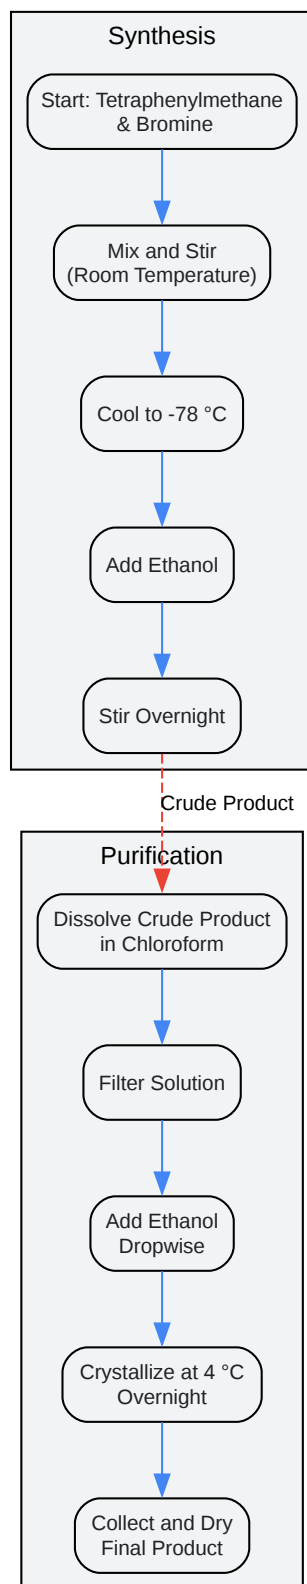 Synthesis
Start: Tetraphenylmethane
& Bromine
Mix and Stir
(Room Temperature)
Cool to -78 °C
Add Ethanol
Stir Overnight
Crude Product
Purification
Dissolve Crude Product
in Chloroform
Filter Solution
Add Ethanol
Dropwise
Crystallize at 4 °C
Overnight
Collect and Dry
Final Product